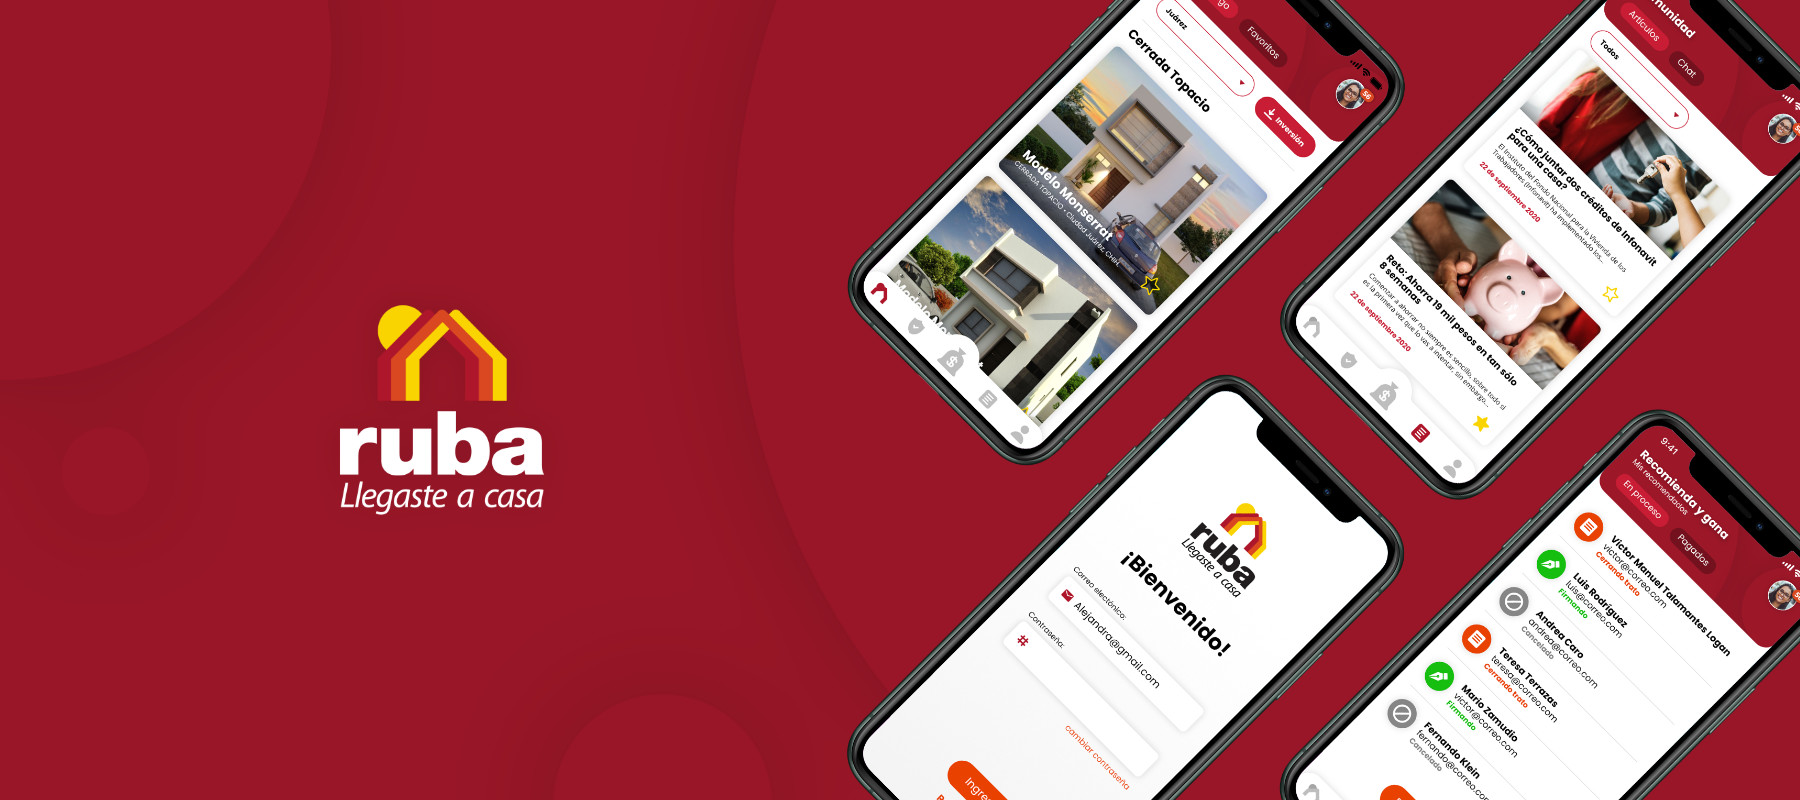 ruba
Llegaste a casa
go
Favoritos
Juárez
Inversión
Cerrada Topacio
56
Modelo Monserrat
CERRADA TOPACIO • Ciudad Juárez, CHIH.
Artículos
Chat
Todos
¿Cómo juntar dos créditos de Infonavit
para una casa?
El Instituto del Fondo Nacional para la Vivienda de los
Trabajadores (Infonavit) ha implementado los...
22 de septiembre 2020
Reto: Ahorra 19 mil pesos en tan sólo
8 semanas
Comenzar a ahorrar no siempre es sencillo, sobre todo si
es la primera vez que lo vas a intentar, sin embargo...
22 de septiembre 2020
ruba
Llegaste a casa
¡Bienvenido!
Correo electrónico:
Alejandra@gmail.com
Contraseña:
cambiar contraseña
Ingre
9:41
Recomienda y gana
Mis recomendados
En proceso
Pagados
Victor Manuel Talamantes Logan
victor@correo.com
Cerrando trato
Luis Rodríguez
luis@correo.com
Firmando
Andrea Caro
andrea@correo.com
Cancelado
Teresa Terrazas
teresa@correo.com
Cerrando trato
Mario Zamudio
victor@correo.com
Firmando
Fernando Klein
fernando@correo.com
Cancelado